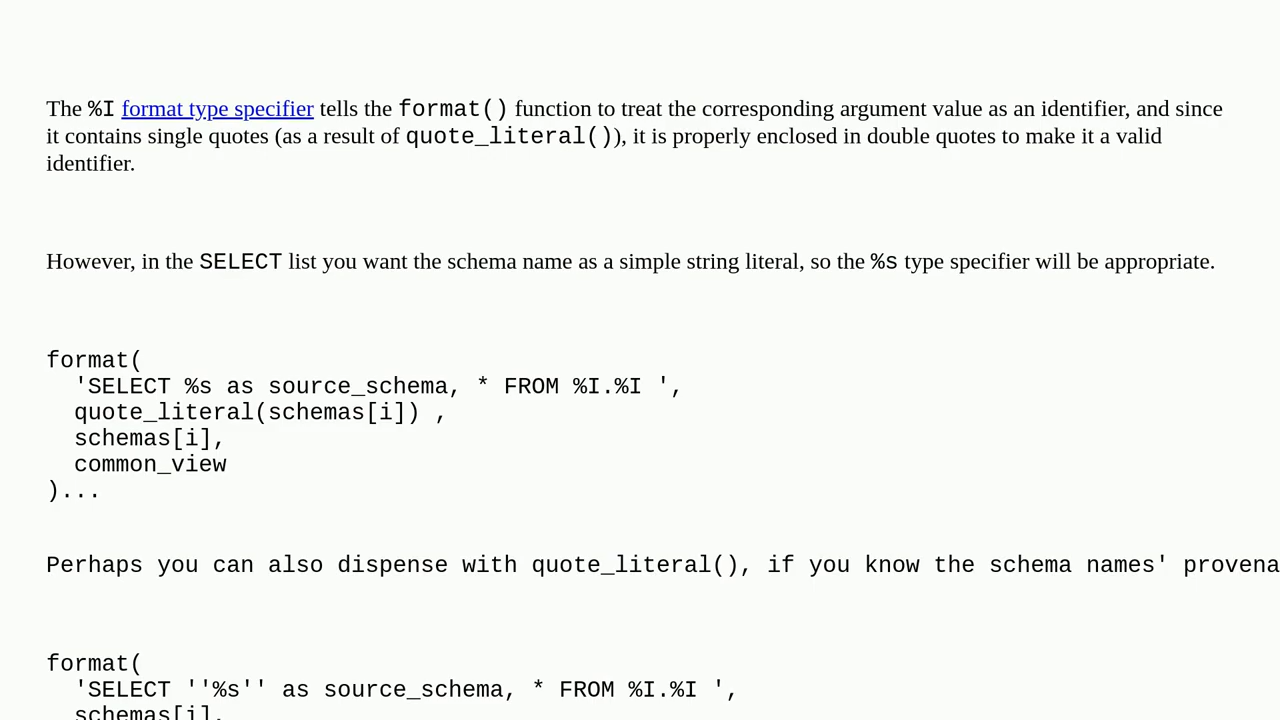 The %I format type specifier tells the format() function to treat the corresponding argument value as an identifier, and since
it contains single quotes (as a result of quote_literal()), it is properly enclosed in double quotes to make it a valid
identifier.
However, in the SELECT list you want the schema name as a simple string literal, so the %s type specifier will be appropriate.
format(
  'SELECT %s as source_schema, * FROM %I.%I ',
  quote_literal(schemas[i]) ,
  schemas[i],
  common_view
)...
Perhaps you can also dispense with quote_literal(), if you know the schema names' provena
format(
  'SELECT ''%s'' as source_schema, * FROM %I.%I ',
  schemas[i],